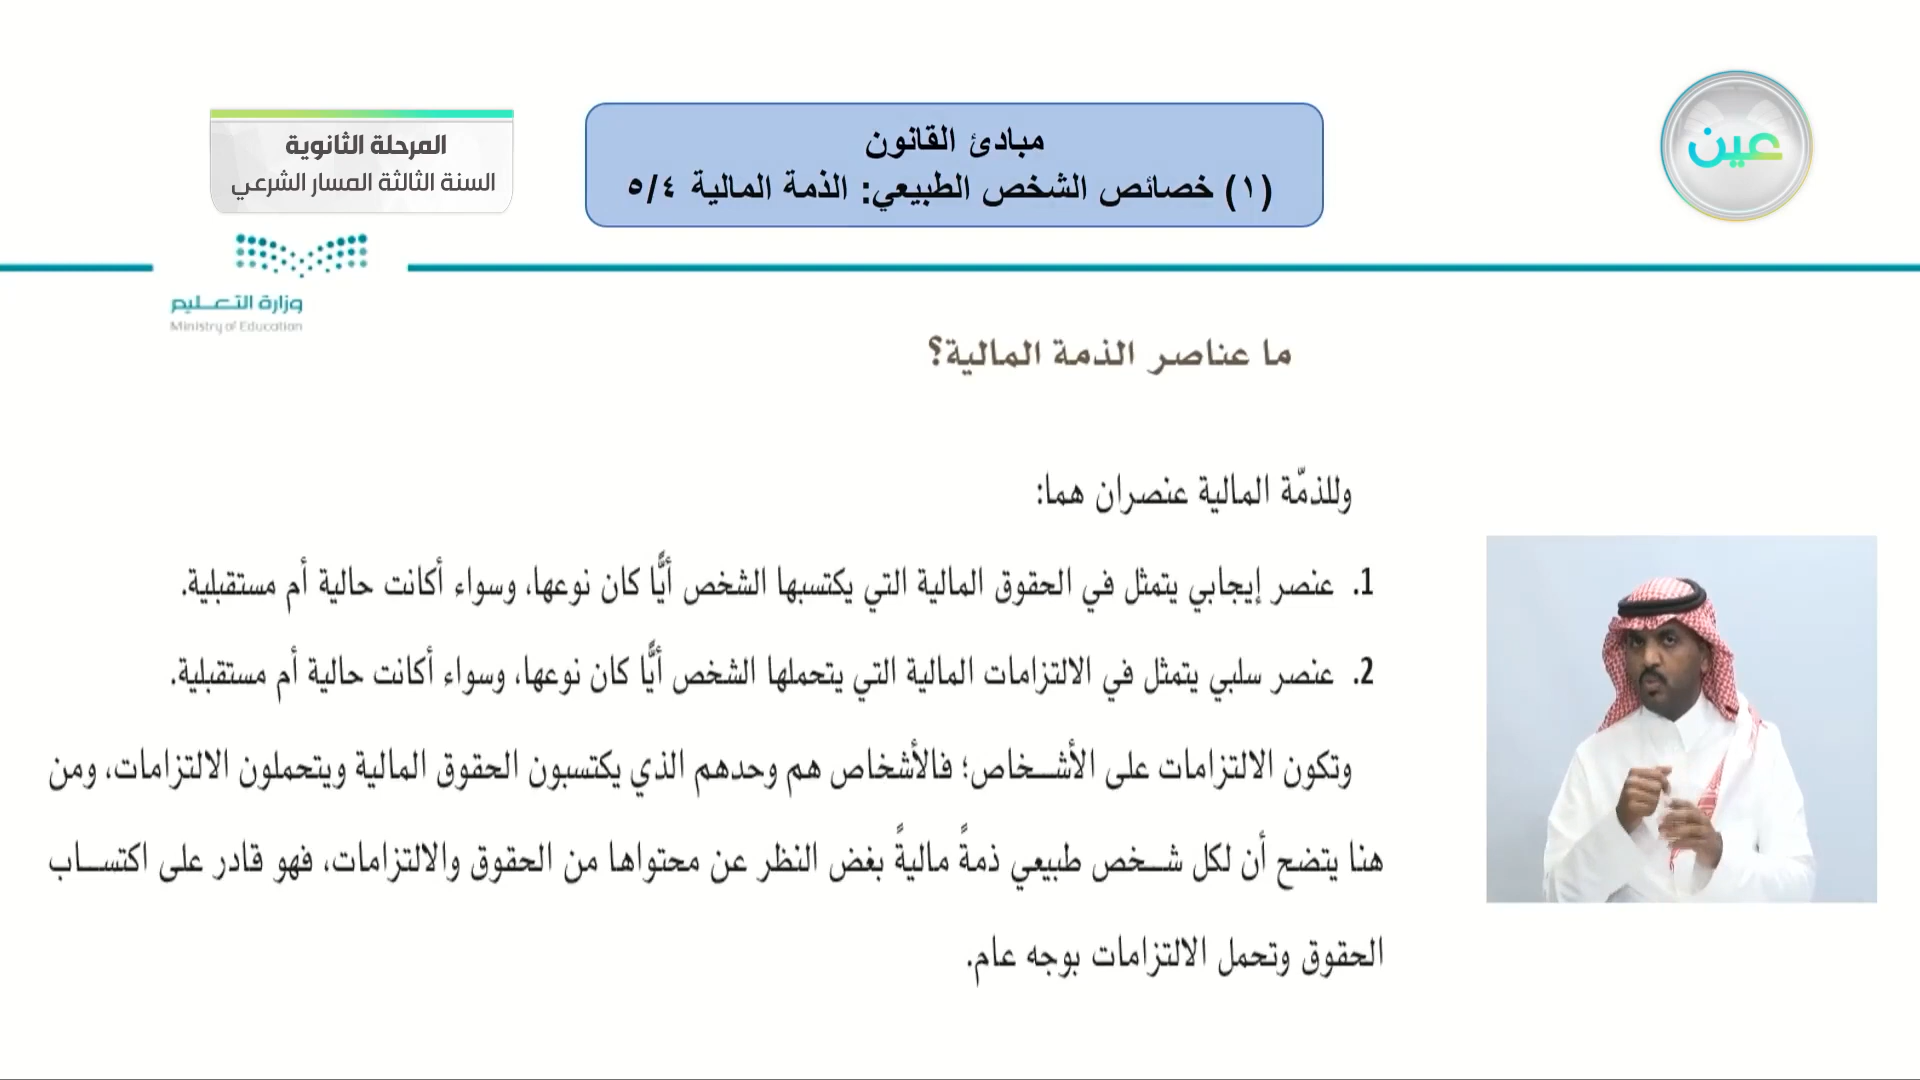 عين
مبادئ القانون
(١) خصائص الشخص الطبيعي: الذمة المالية ٥/٤
المرحلة الثانوية
السنة الثالثة المسار الشرعي
وزارة التعليم
Ministry of Education
ما عناصر الذمة المالية؟
وللذمّة المالية عنصران هما:
1. عنصر إيجابي يتمثل في الحقوق المالية التي يكتسبها الشخص أيًّا كان نوعها، وسواء أكانت حالية أم مستقبلية.
2. عنصر سلبي يتمثل في الالتزامات المالية التي يتحملها الشخص أيًّا كان نوعها، وسواء أكانت حالية أم مستقبلية.
وتكون الالتزامات على الأشخاص؛ فالأشخاص هم وحدهم الذي يكتسبون الحقوق المالية ويتحملون الالتزامات، ومن
هنا يتضح أن لكل شخص طبيعي ذمةً ماليةً بغض النظر عن محتواها من الحقوق والالتزامات، فهو قادر على اكتساب
الحقوق وتحمل الالتزامات بوجه عام.